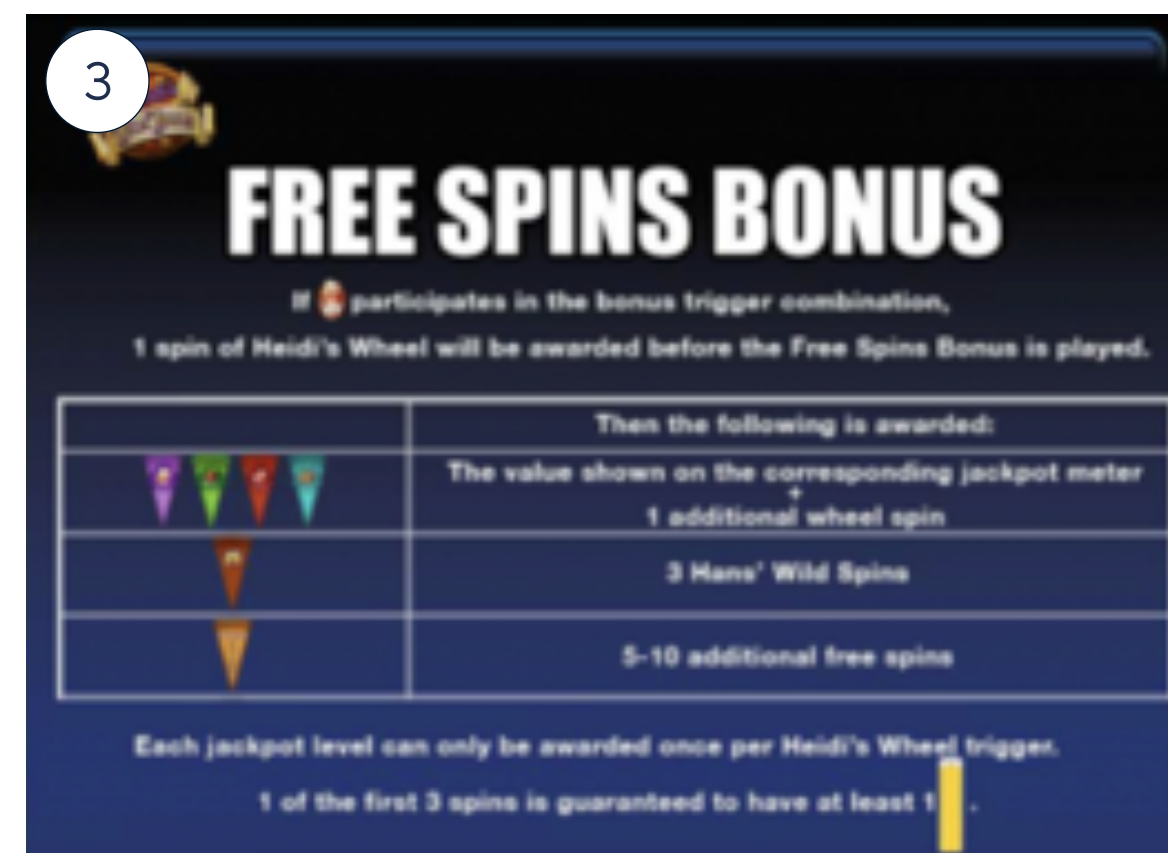 3
FREE SPINS BONUS
If participates in the bonus trigger combination,
1 spin of Heidi's Wheel will be awarded before the Free Spins Bonus is played.
Then the following is awarded:
The value shown on the corresponding jackpot meter
+
1 additional wheel spin
3 Hans' Wild Spins
5-10 additional free spins
Each jackpot level can only be awarded once per Heidi's Wheel trigger.
1 of the first 3 spins is guaranteed to have at least 1 .